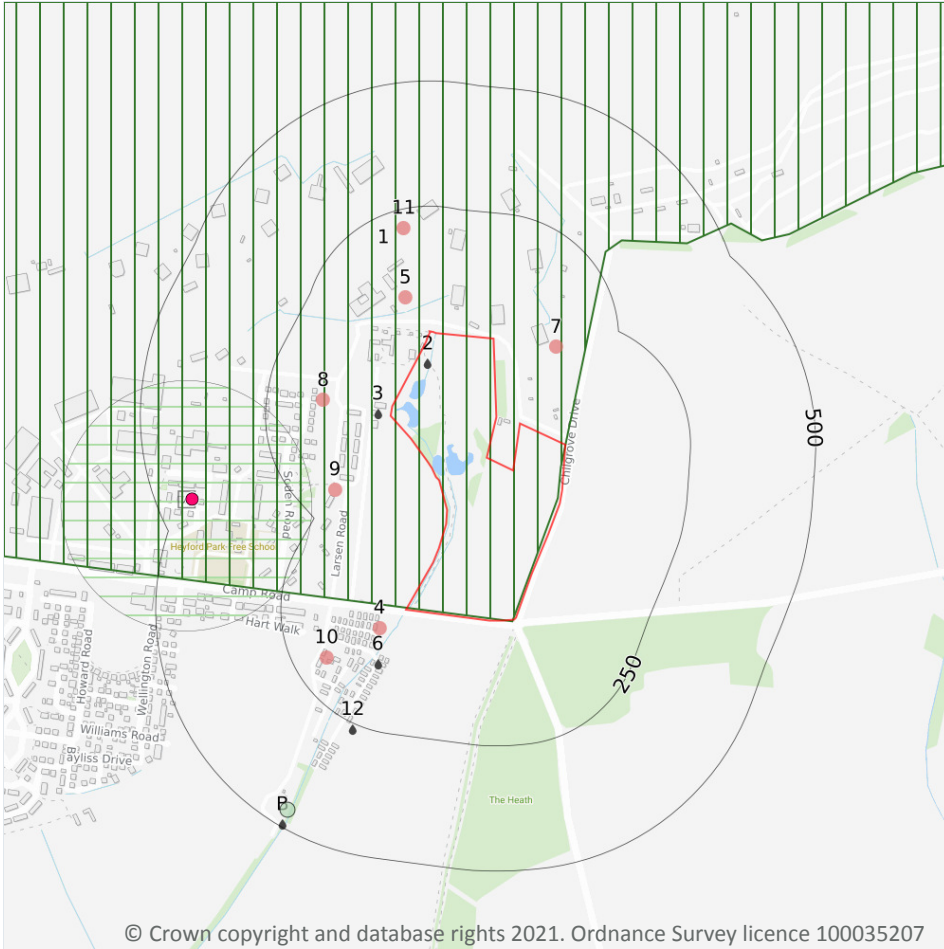 11
1
5
7
2
8
3
500
9
Chilgrove Drive
Soden Road
Larsen Road
Heyford Park Free School
Camp Road
4
Hart Walk
10
6
250
Howard Road
Wellington Road
12
Williams Road
Bayliss Drive
The Heath
B
© Crown copyright and database rights 2021. Ordnance Survey licence 100035207